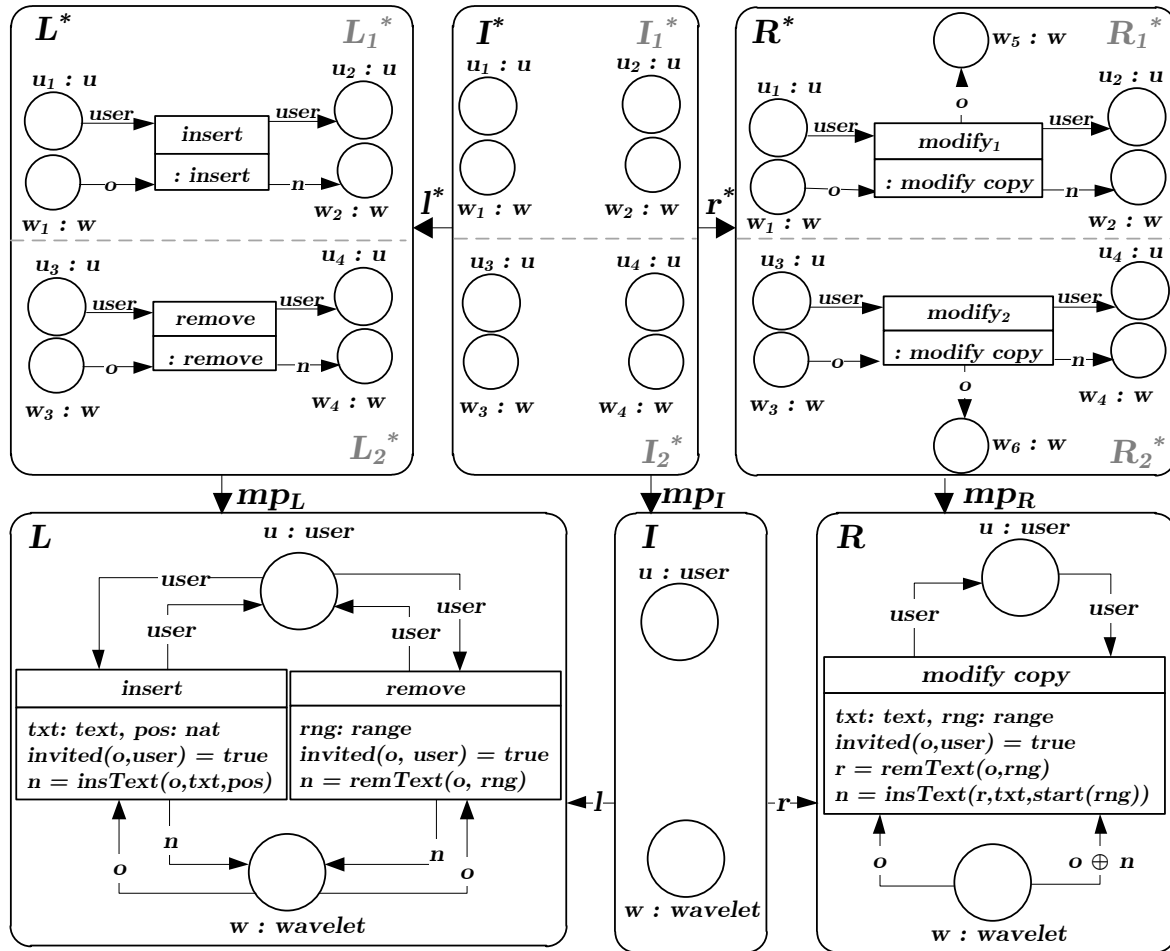 L* L1*
u1 : u
u2 : u
user
user
insert
: insert
o
n
w1 : w
w2 : w
u3 : u
u4 : u
user
user
remove
: remove
o
n
w3 : w
w4 : w
L2*
l*
I* I1*
u1 : u
u2 : u
w1 : w
w2 : w
u3 : u
u4 : u
w3 : w
w4 : w
I2*
r*
R* R1*
w5 : w
o
u1 : u
u2 : u
user
user
modify1
: modify copy
o
n
w1 : w
w2 : w
u3 : u
u4 : u
user
user
modify2
: modify copy
o
n
o
w3 : w
w4 : w
w6 : w
R2*
mpL
mpI
mpR
L
u : user
user
user
user
user
insert
txt: text, pos: nat
invited(o,user) = true
n = insText(o,txt,pos)
remove
rng: range
invited(o, user) = true
n = remText(o, rng)
n
n
o
o
w : wavelet
l
I
u : user
w : wavelet
r
R
u : user
user
user
modify copy
txt: text, rng: range
invited(o,user) = true
r = remText(o,rng)
n = insText(r,txt,start(rng))
o
o ⊕ n
w : wavelet